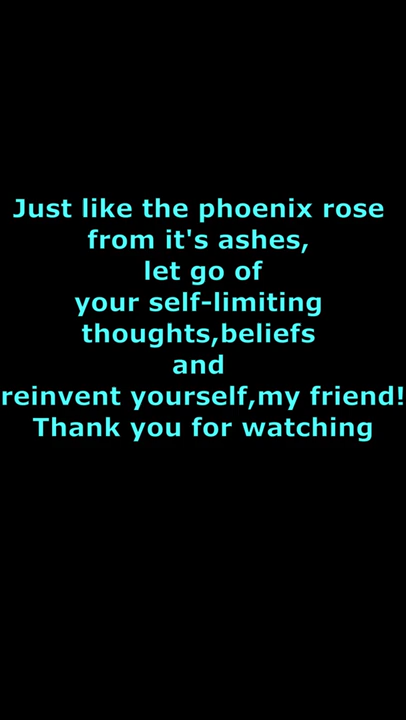 Just like the phoenix rose
from it's ashes,
let go of
your self-limiting
thoughts,beliefs
and
reinvent yourself,my friend!
Thank you for watching